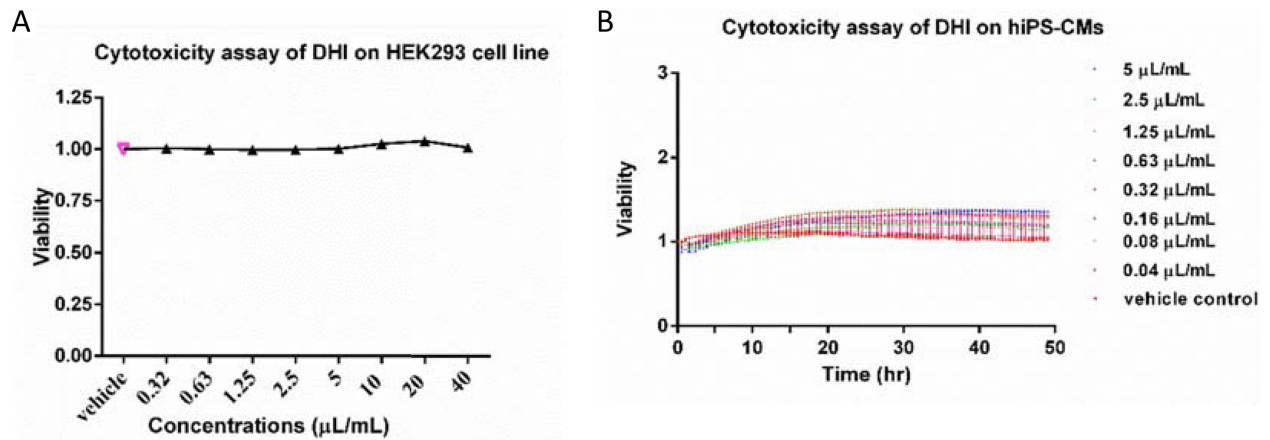 A
Cytotoxicity assay of DHI on HEK293 cell line
1.25
1.00
0.75
0.50
0.25
0.00
Viability
vehicle
0.32
0.63
1.25
2.5
5
10
20
40
Concentrations (µL/mL)
B
Cytotoxicity assay of DHI on hiPS-CMs
3
2
1
0
Viability
0
10
20
30
40
50
Time (hr)
5 µL/mL
2.5 µL/mL
1.25 µL/mL
0.63 µL/mL
0.32 µL/mL
0.16 µL/mL
0.08 µL/mL
0.04 µL/mL
vehicle control